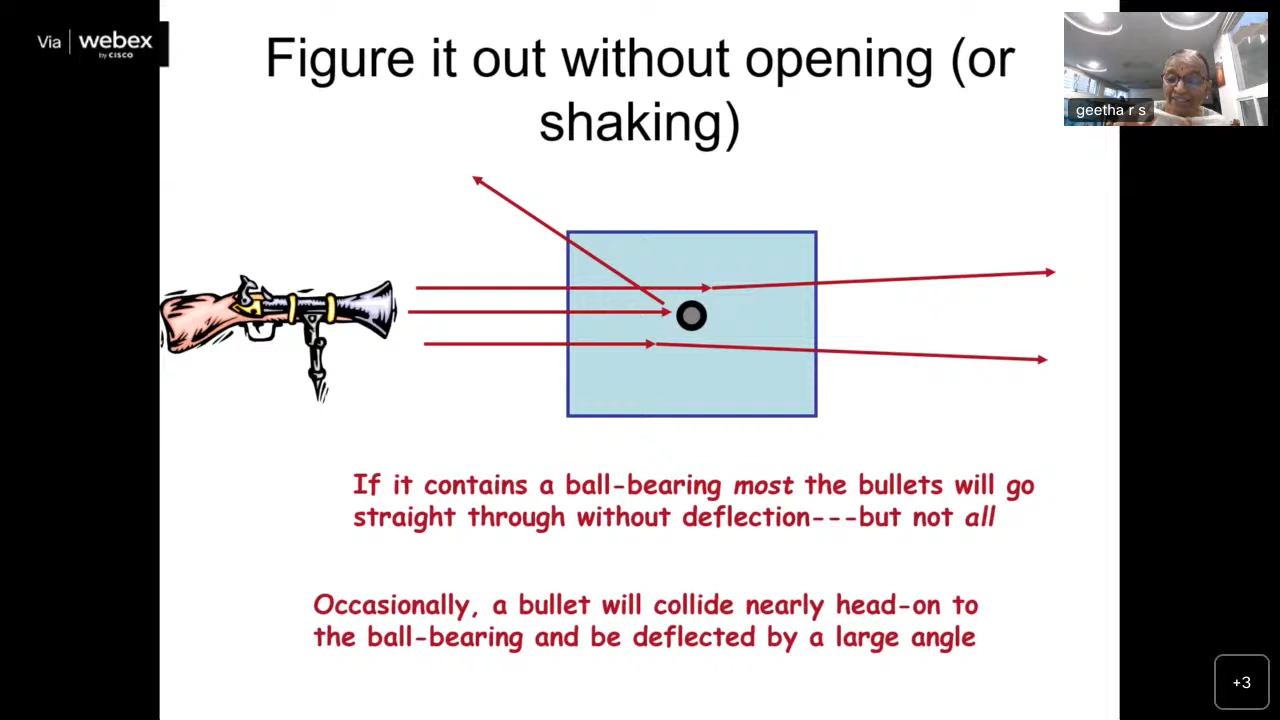 Via webex
by CISCO
Figure it out without opening (or
shaking)
geetha r s
If it contains a ball-bearing most the bullets will go
straight through without deflection---but not all
Occasionally, a bullet will collide nearly head-on to
the ball-bearing and be deflected by a large angle
+3